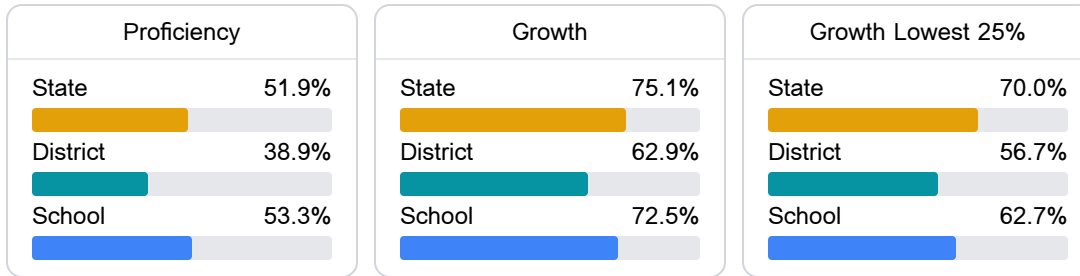 Proficiency
State 51.9%
District 38.9%
School 53.3%
Growth
State 75.1%
District 62.9%
School 72.5%
Growth Lowest 25%
State 70.0%
District 56.7%
School 62.7%